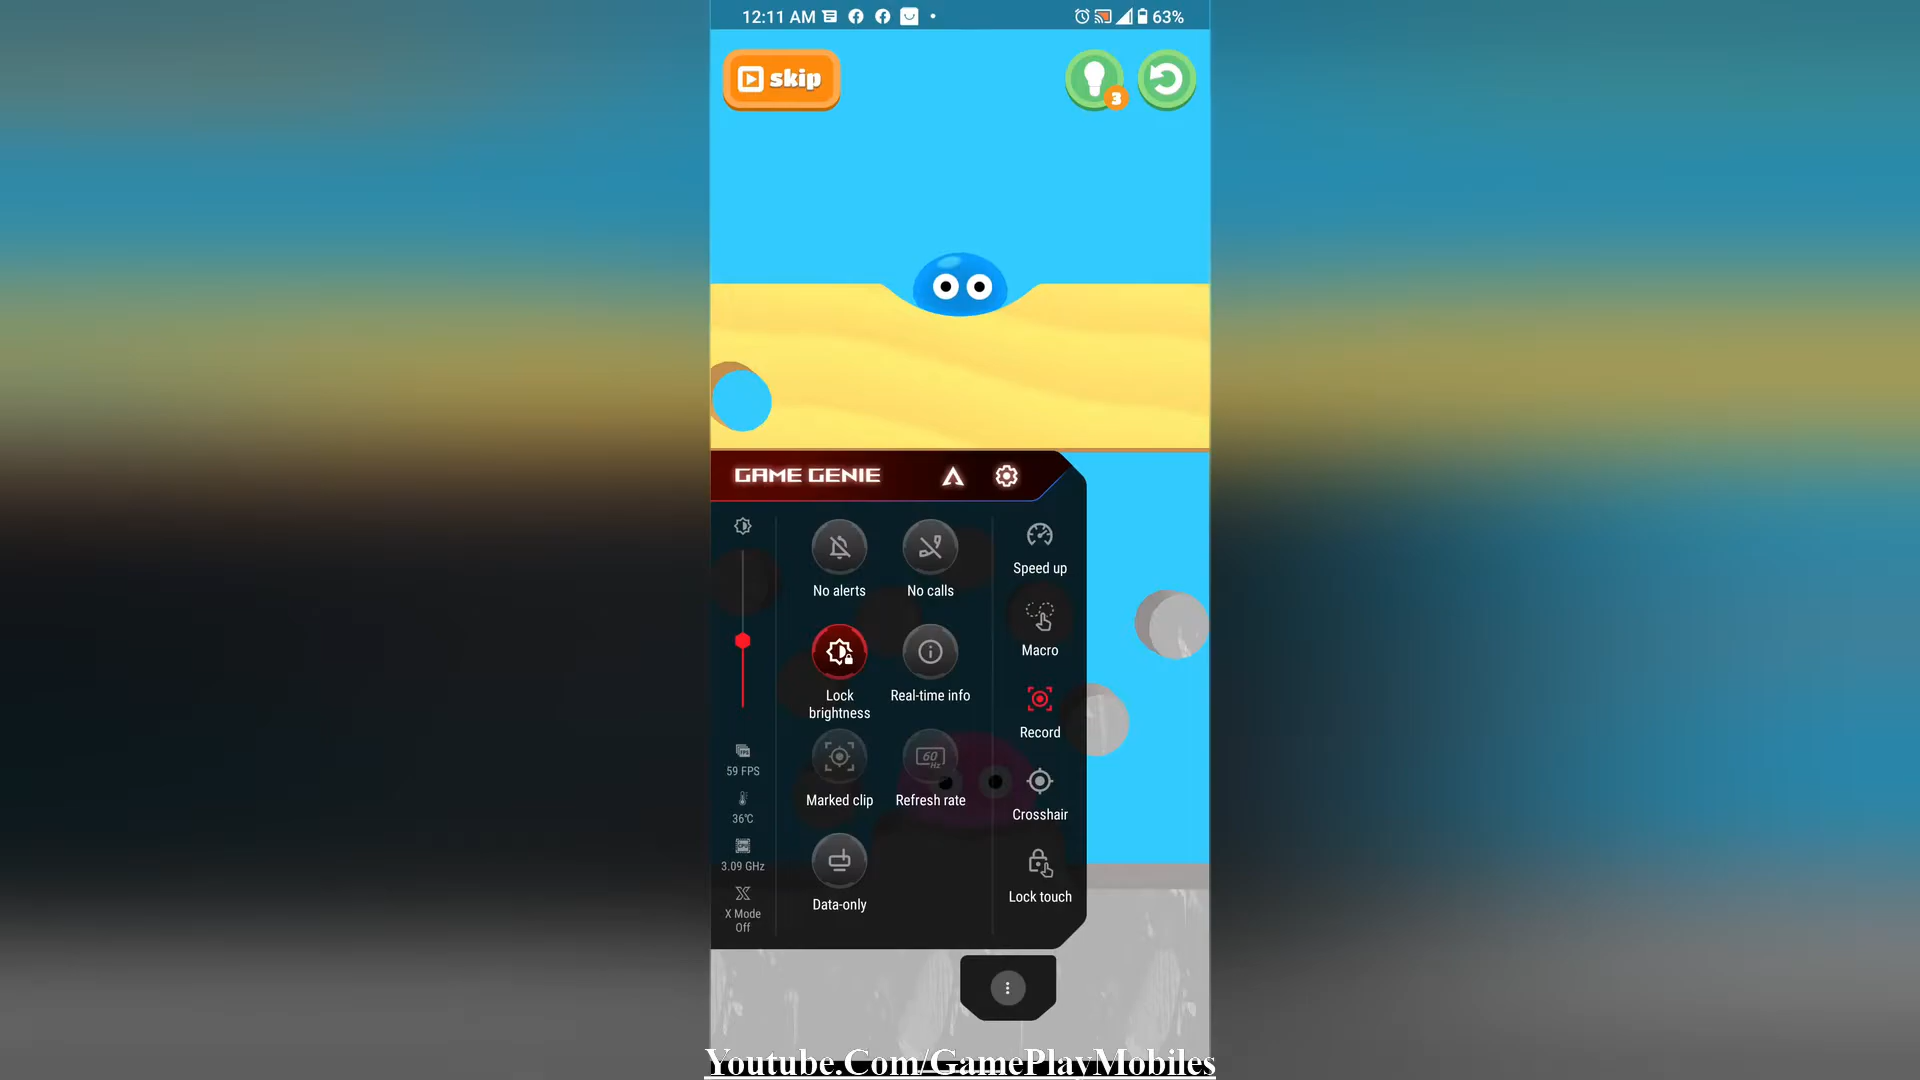 12:11 AM
63%
skip
3
GAME GENIE
No alerts
No calls
Speed up
Macro
Lock
brightness
Real-time info
Record
Marked clip
60
Hz
Refresh rate
Crosshair
Data-only
Lock touch
59 FPS
36°C
3.09 GHz
X Mode
Off
Youtube.Com/GamePlayMobiles